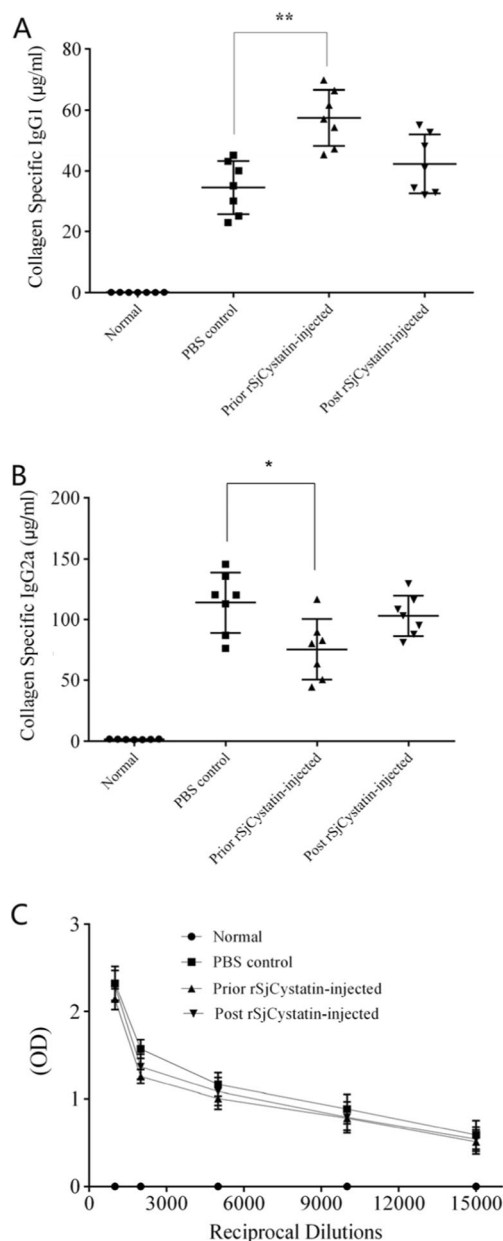 A
**
Collagen Specific IgG1 (μg/ml)
80
60
40
20
0
Normal
PBS control
Prior rSjCystatin-injected
Post rSjCystatin-injected
B
*
Collagen Specific IgG2a (μg/ml)
200
150
100
50
0
Normal
PBS control
Prior rSjCystatin-injected
Post rSjCystatin-injected
C
(OD)
3
2
1
0
Normal
PBS control
Prior rSjCystatin-injected
Post rSjCystatin-injected
0 3000 6000 9000 12000 15000
Reciprocal Dilutions